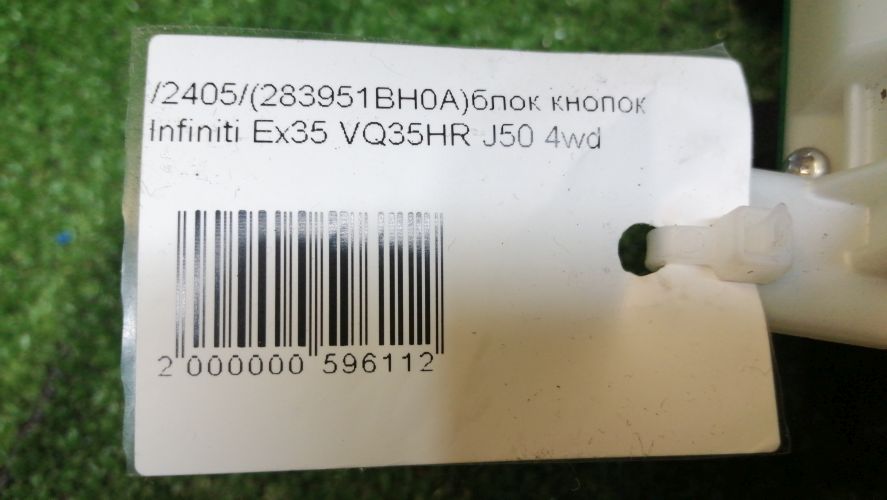 /2405/(283951BH0A)блок кнопок
Infiniti Ex35 VQ35HR J50 4wd
2 000000 596112